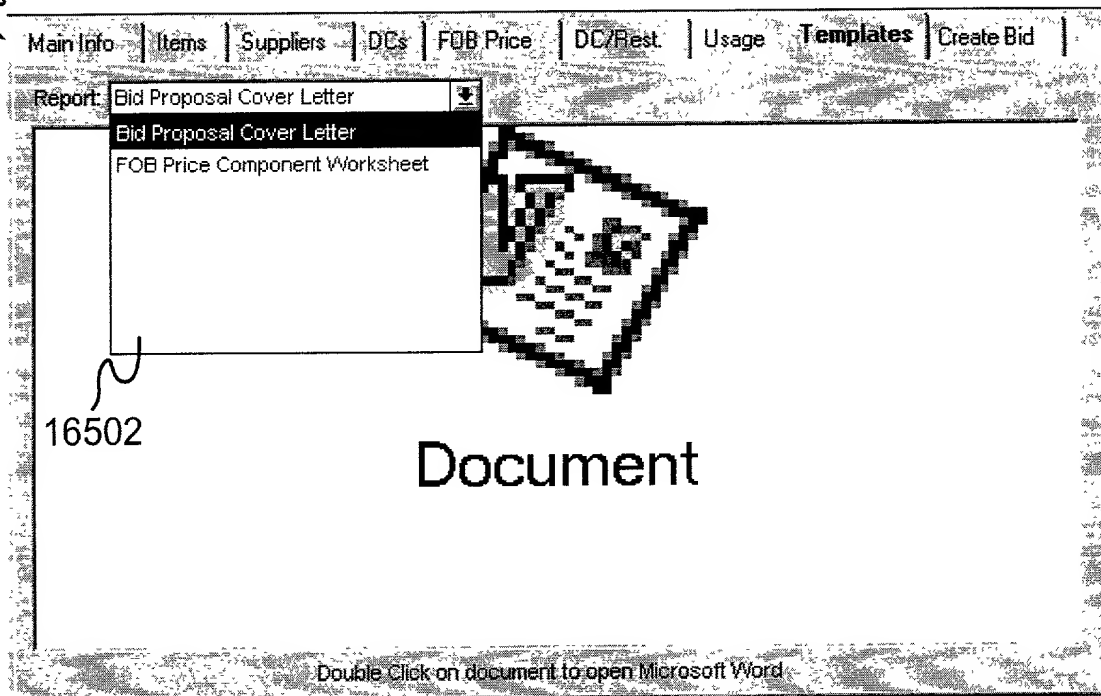 Main Info Items Suppliers DCs FOB Price DC/Rest. Usage Templates Create Bid
Report: Bid Proposal Cover Letter
Bid Proposal Cover Letter
FOB Price Component Worksheet
16502
Document
Double Click on document to open Microsoft Word